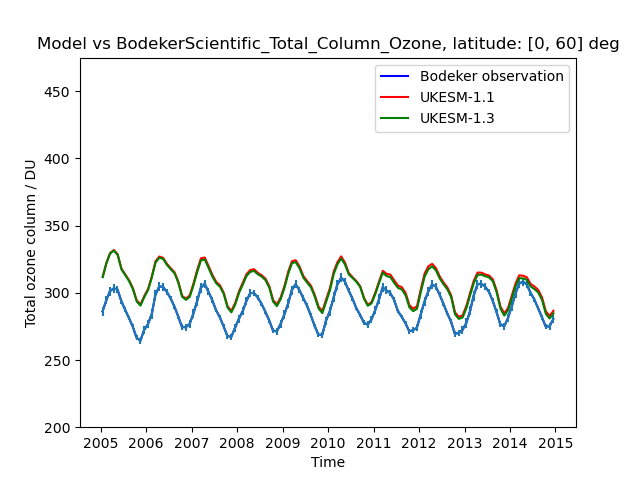 Model vs BodekerScientific_Total_Column_Ozone, latitude: [0, 60] deg
Bodeker observation
UKESM-1.1
UKESM-1.3
Total ozone column / DU
450
400
350
300
250
200
2005 2006 2007 2008 2009 2010 2011 2012 2013 2014 2015
Time